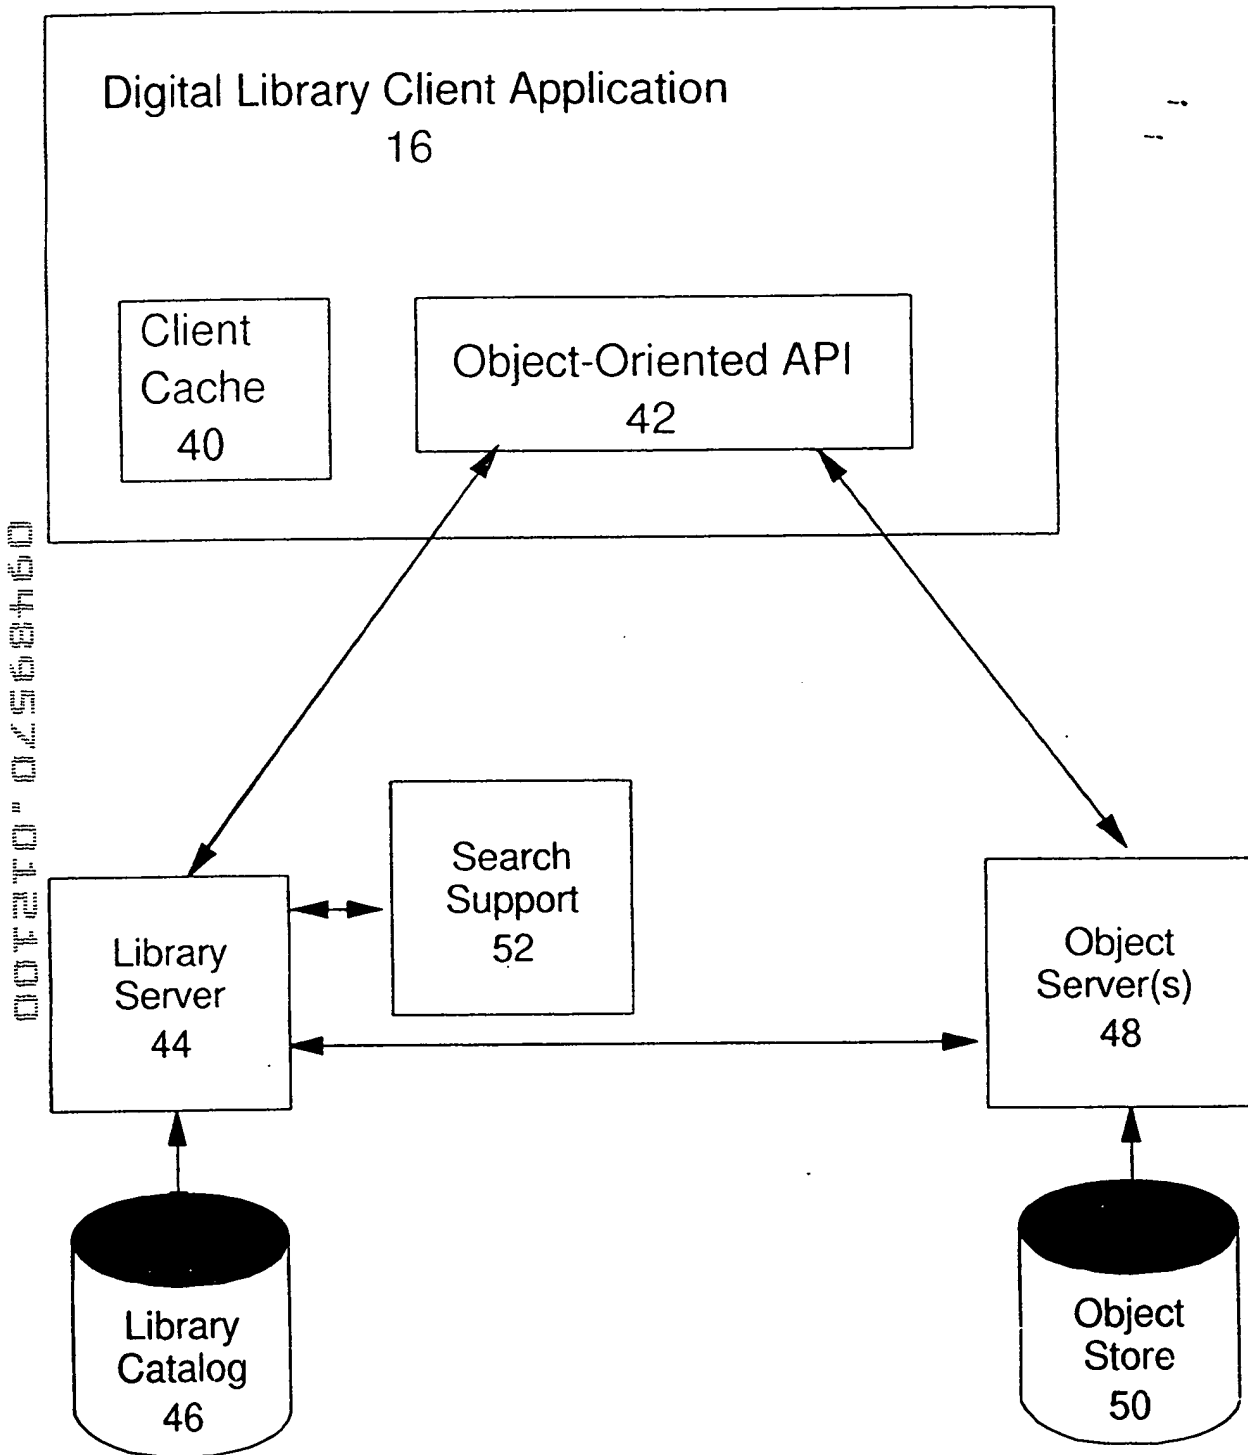 Digital Library Client Application
16
Client
Cache
40
Object-Oriented API
42
09489570.012100
Search
Support
52
Library
Server
44
Object
Server(s)
48
Library
Catalog
46
Object
Store
50